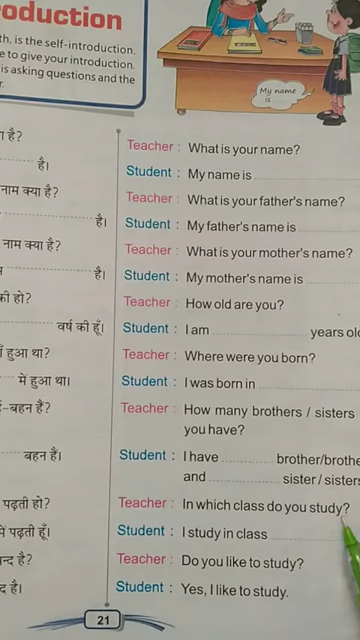 oduction
th, is the self-introduction.
e to give your introduction.
is asking questions and the
r.
My name
is
है?
है।
नाम क्या है?
है।
नाम क्या है?
है।
की हो?
वर्ष की हूँ।
हुआ था?
में हुआ था।
-बहन हैं?
बहन हैं।
पढ़ती हो?
में पढ़ती हूँ।
न्द है?
द है।
Teacher : What is your name?
Student : My name is
Teacher : What is your father's name?
Student : My father's name is
Teacher : What is your mother's name?
Student : My mother's name is
Teacher : How old are you?
Student : I am years old
Teacher : Where were you born?
Student : I was born in
Teacher : How many brothers / sisters
you have?
Student : I have brother/brothe
and sister / sisters
Teacher : In which class do you study?
Student : I study in class
Teacher : Do you like to study?
Student : Yes, I like to study.
21